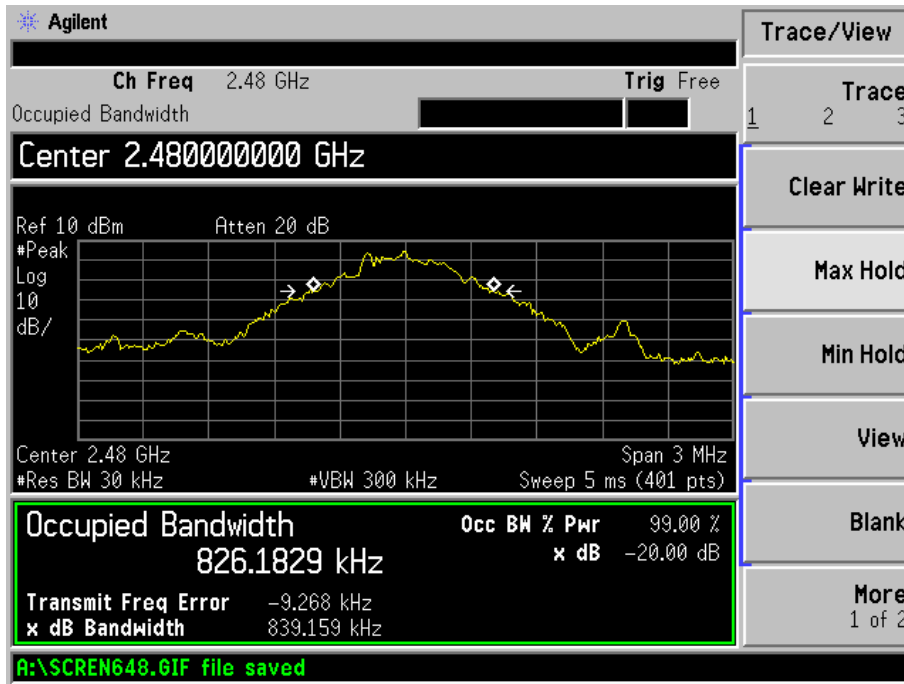 Agilent
Trace/View
Ch Freq 2.48 GHz Trig Free
Occupied Bandwidth
Trace
1 2 3
Center 2.480000000 GHz
Clear Write
Ref 10 dBm Atten 20 dB
#Peak
Log
10
dB/
Max Hold
Min Hold
View
Center 2.48 GHz Span 3 MHz
#Res BW 30 kHz #VBW 300 kHz Sweep 5 ms (401 pts)
Occupied Bandwidth
826.1829 kHz
Occ BW % Pwr 99.00 %
x dB -20.00 dB
Blank
Transmit Freq Error -9.268 kHz
x dB Bandwidth 839.159 kHz
More
1 of 2
A:\SCREN648.GIF file saved